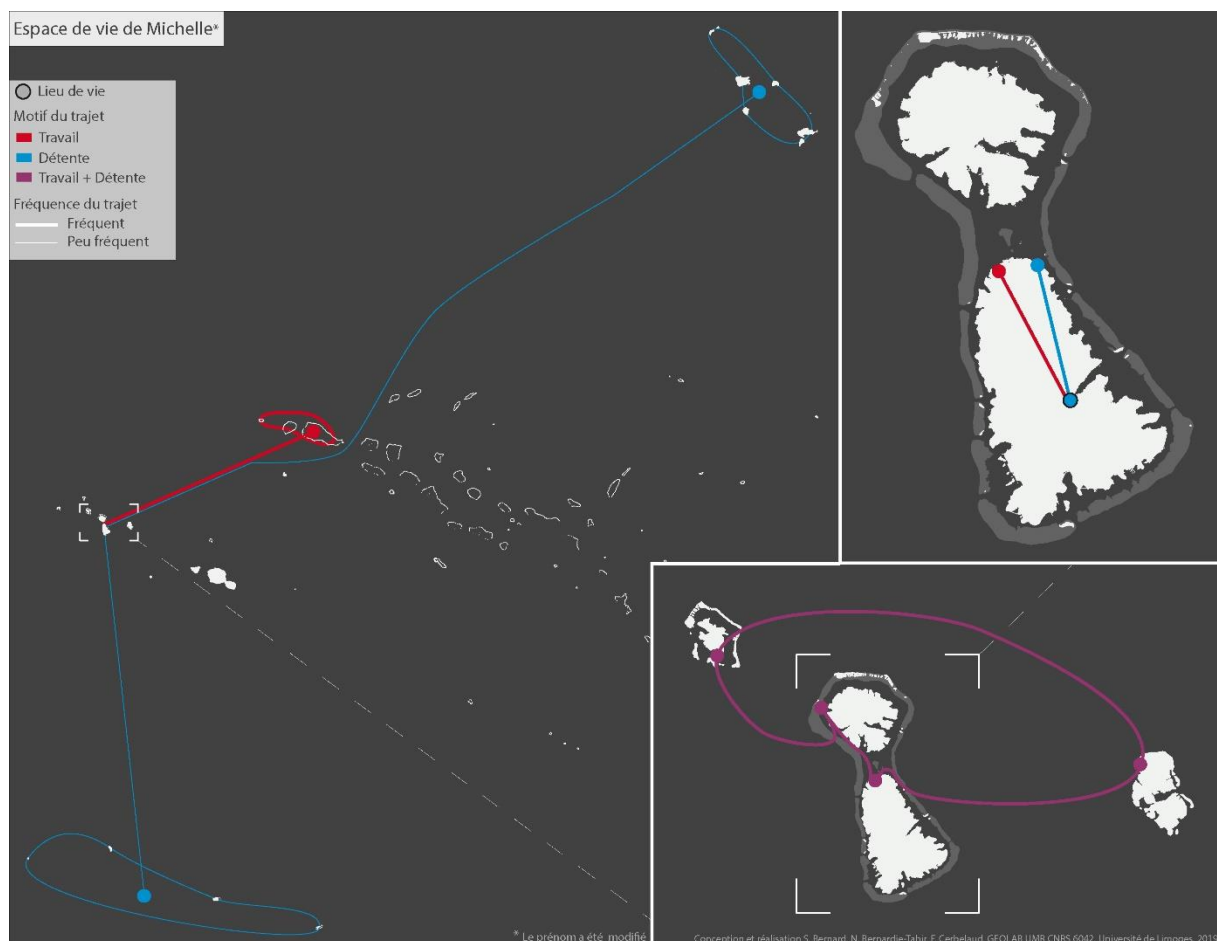 Espace de vie de Michelle*
Lieu de vie
Motif du trajet
Travail
Détente
Travail + Détente
Fréquence du trajet
Fréquent
Peu fréquent
* Le prénom a été modifié
Conception et réalisation S. Bernard, N. Bernardie-Tahir, F. Cerbelaud, GEOLAB UMR CNRS 6042, Université de Limoges, 2019